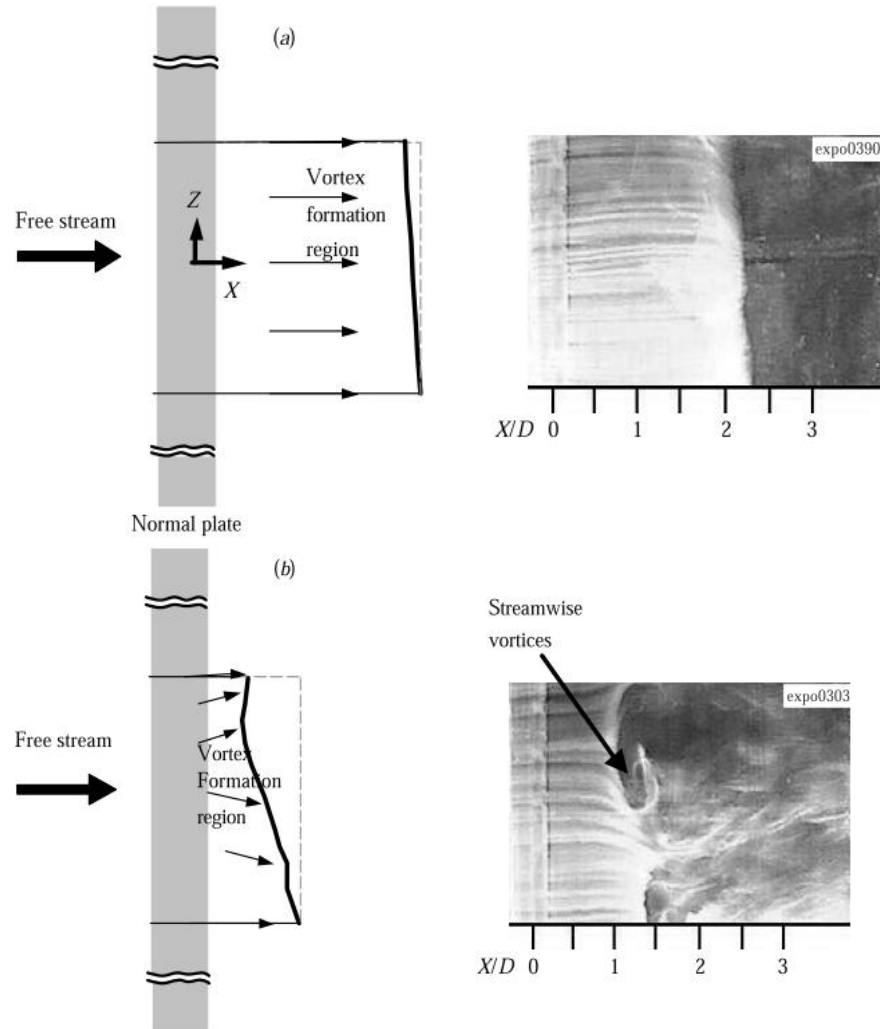 (a)
expo0390
Vortex
Z
formation
Free stream
region
X
X/D 0 1 2 3
Normal plate
(b)
Streamwise
vortices
expo0303
Free stream
Vortex
Formation
region
X/D 0 1 2 3